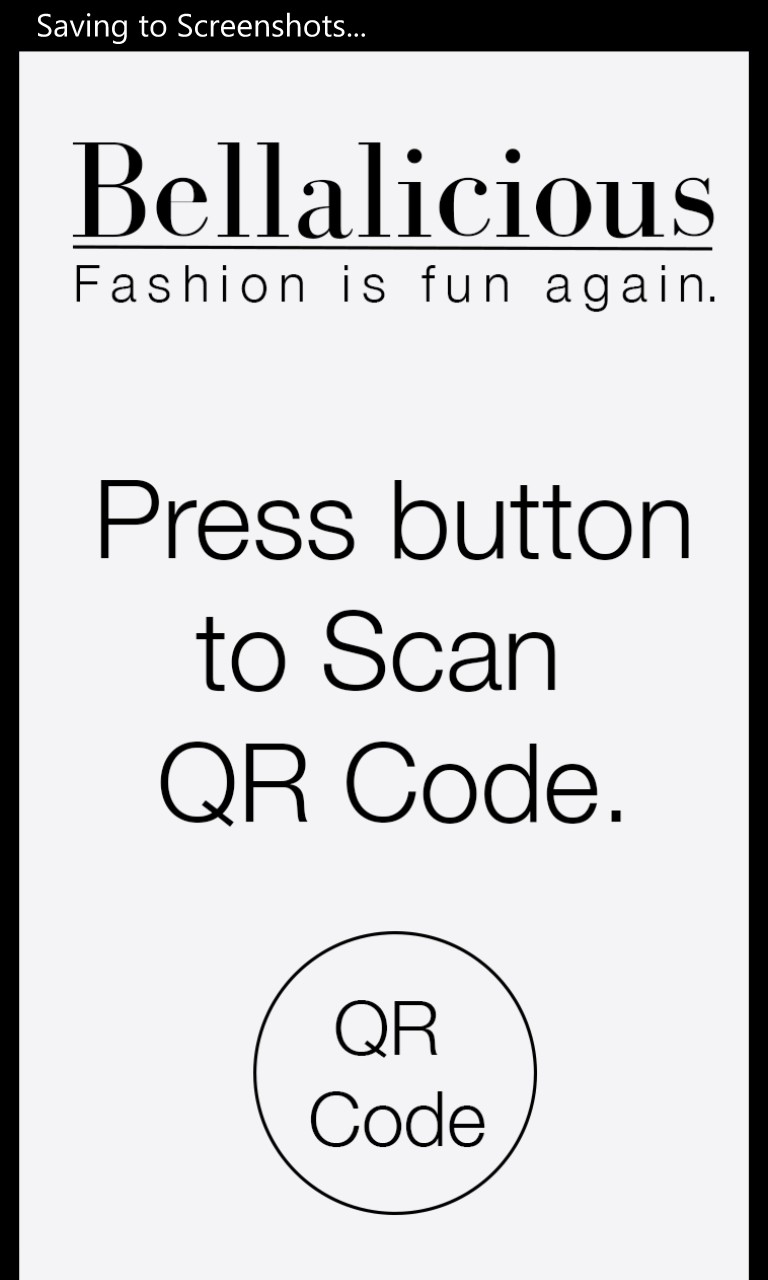 Saving to Screenshots...
Bellalicious
Fashion is fun again.
Press button
to Scan
QR Code.
QR
Code